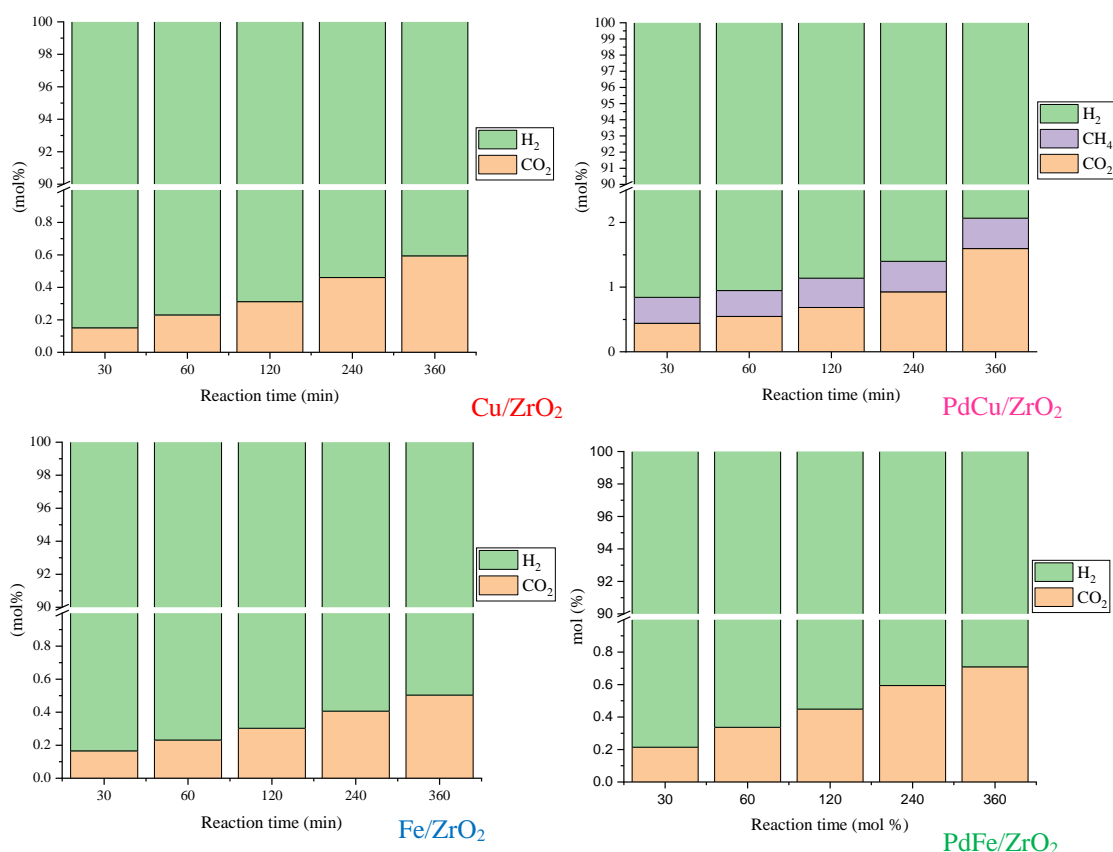 100
98
96
94
92
90
0.8
0.6
0.4
0.2
0.0
(mol%)
30 60 120 240 360
Reaction time (min)
H₂
CO₂
Cu/ZrO₂
100
99
98
97
96
95
94
93
92
91
90
2
1
0
(mol%)
30 60 120 240 360
Reaction time (min)
H₂
CH₄
CO₂
PdCu/ZrO₂
100
98
96
94
92
90
0.8
0.6
0.4
0.2
0.0
(mol%)
30 60 120 240 360
Reaction time (min)
H₂
CO₂
Fe/ZrO₂
100
98
96
94
92
90
0.8
0.6
0.4
0.2
0.0
mol (%)
30 60 120 240 360
Reaction time (mol %)
H₂
CO₂
PdFe/ZrO₂